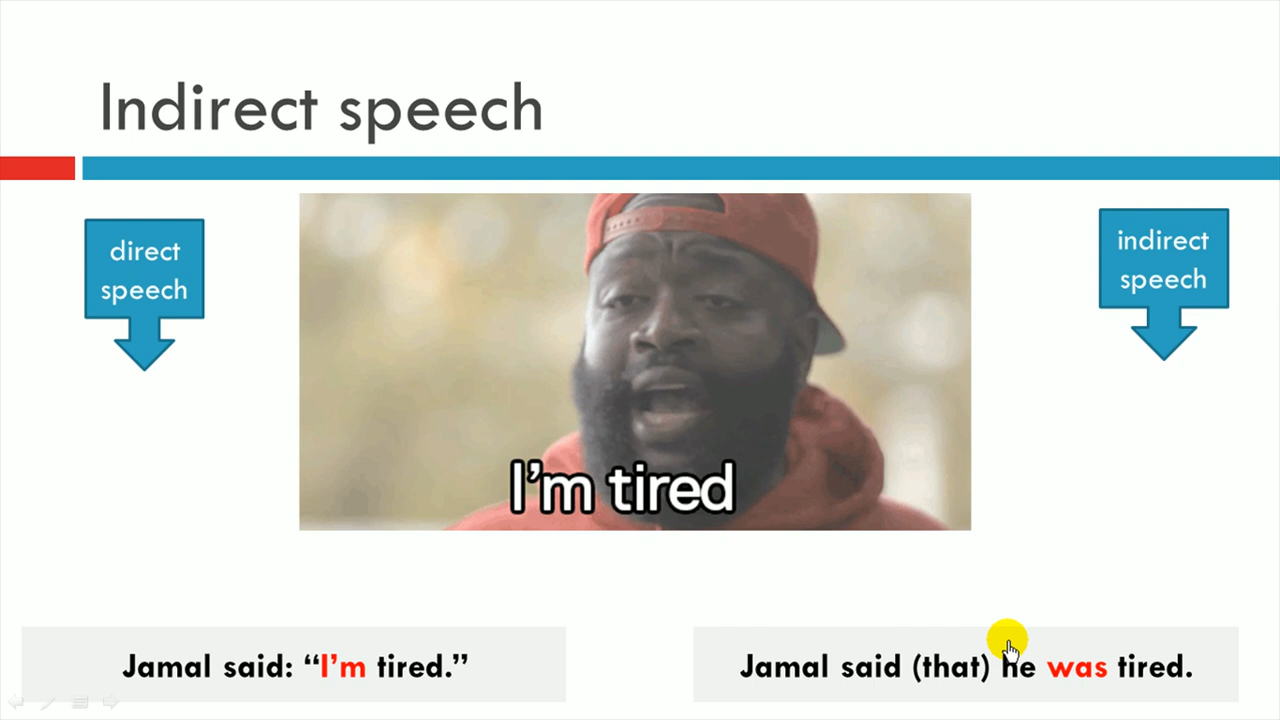 Indirect speech
direct
speech
indirect
speech
I'm tired
Jamal said: “I’m tired.”
Jamal said (that) he was tired.